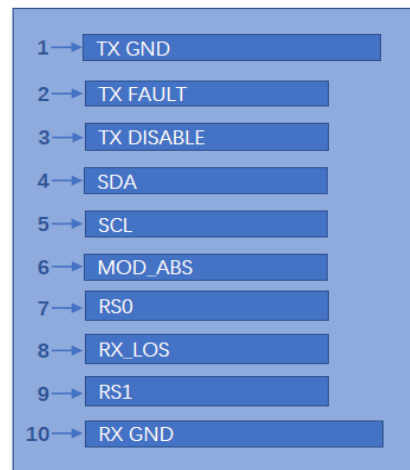 1 TX GND
2 TX FAULT
3 TX DISABLE
4 SDA
5 SCL
6 MOD_ABS
7 RS0
8 RX_LOS
9 RS1
10 RX GND